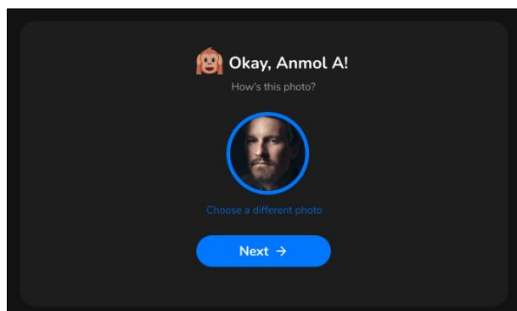 Okay, Anmol A!
How's this photo?
Choose a different photo
Next →